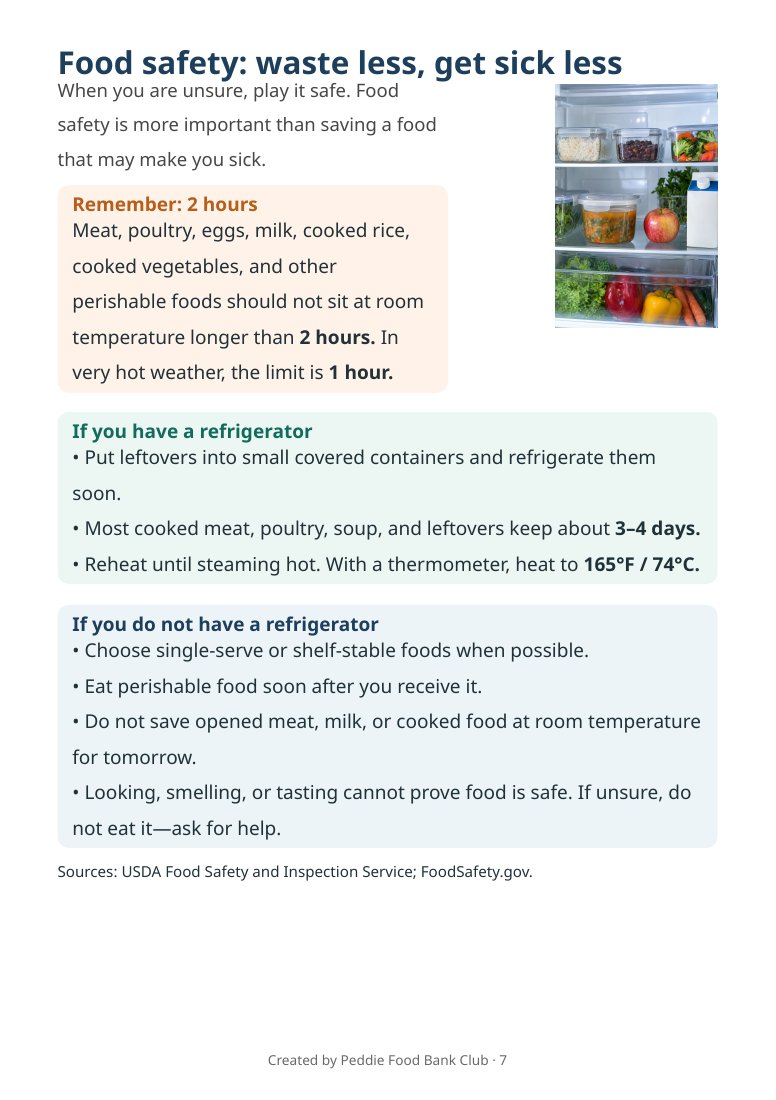 Food safety: waste less, get sick less
When you are unsure, play it safe. Food
safety is more important than saving a food
that may make you sick.
Remember: 2 hours
Meat, poultry, eggs, milk, cooked rice,
cooked vegetables, and other
perishable foods should not sit at room
temperature longer than 2 hours. In
very hot weather, the limit is 1 hour.
If you have a refrigerator
• Put leftovers into small covered containers and refrigerate them
soon.
• Most cooked meat, poultry, soup, and leftovers keep about 3–4 days.
• Reheat until steaming hot. With a thermometer, heat to 165°F / 74°C.
If you do not have a refrigerator
• Choose single-serve or shelf-stable foods when possible.
• Eat perishable food soon after you receive it.
• Do not save opened meat, milk, or cooked food at room temperature
for tomorrow.
• Looking, smelling, or tasting cannot prove food is safe. If unsure, do
not eat it—ask for help.
Sources: USDA Food Safety and Inspection Service; FoodSafety.gov.
Created by Peddie Food Bank Club · 7